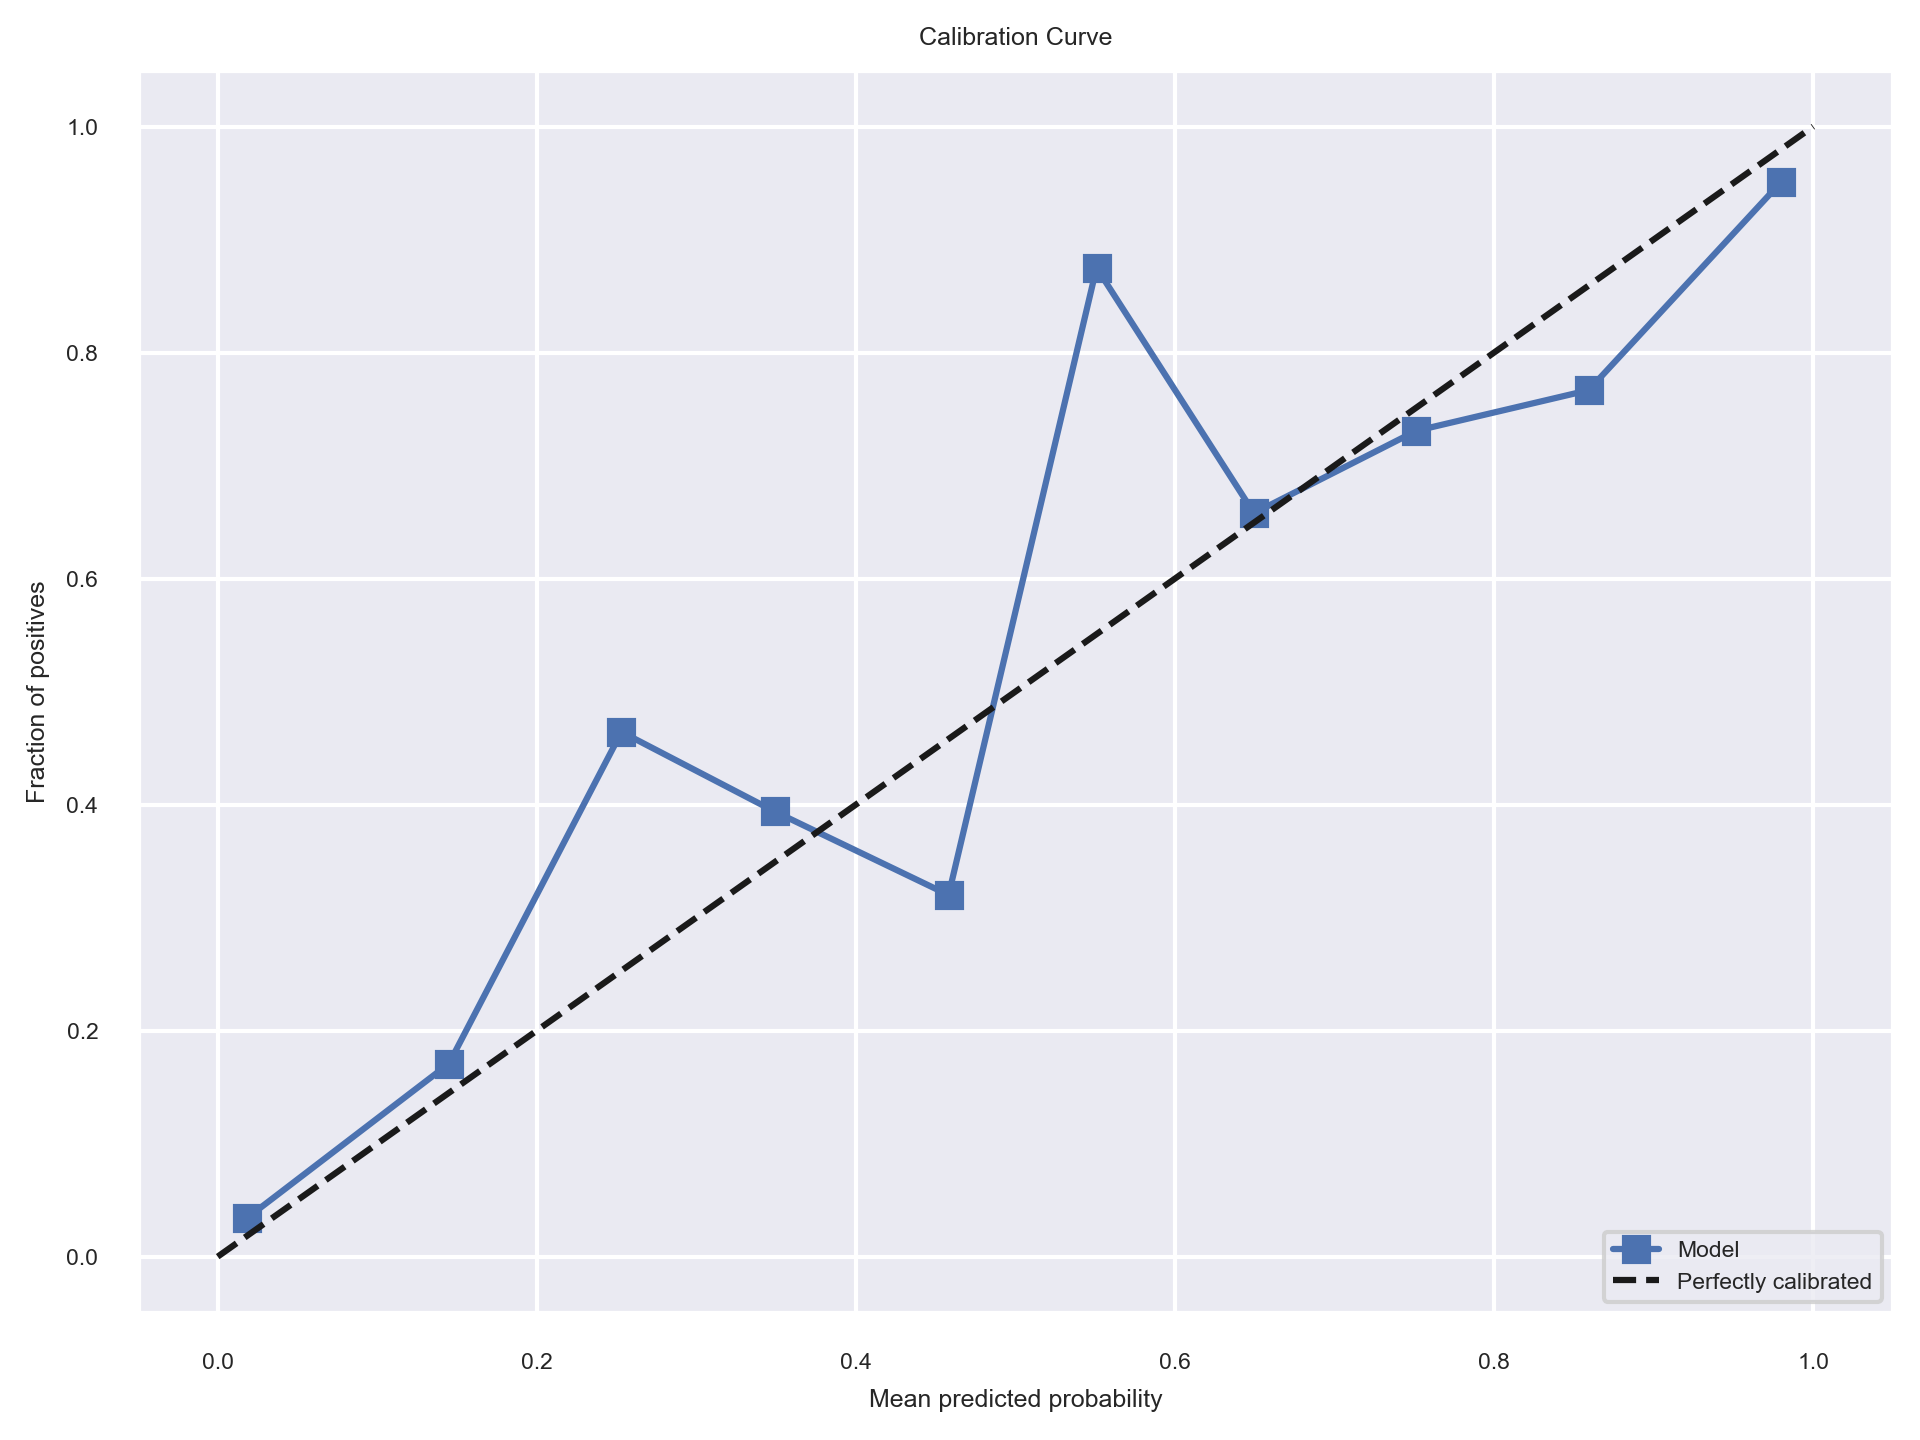 Calibration Curve
1.0
0.8
0.6
0.4
0.2
0.0
Fraction of positives
0.0 0.2 0.4 0.6 0.8 1.0
Mean predicted probability
Model
Perfectly calibrated